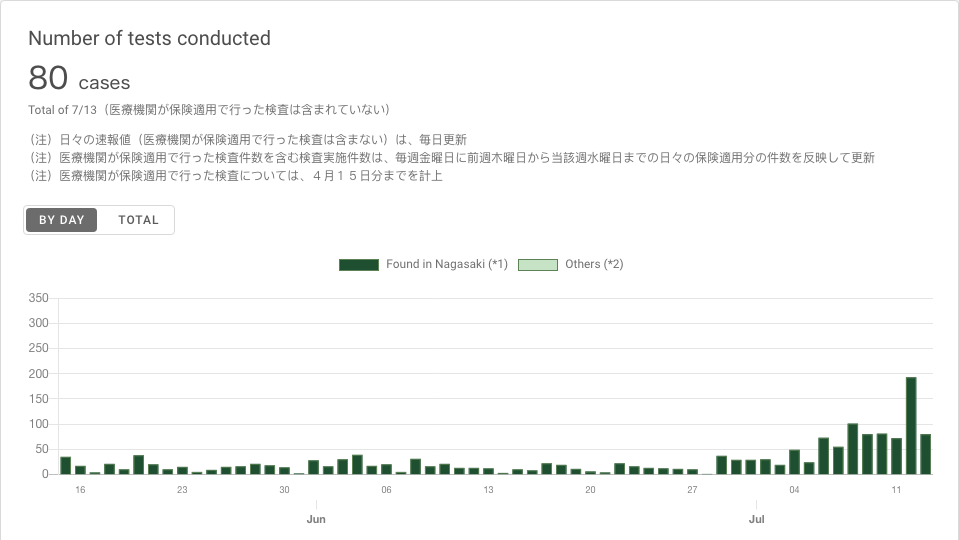 Number of tests conducted
80 cases
Total of 7/13（医療機関が保険適用で行った検査は含まれていない）
（注）日々の速報値（医療機関が保険適用で行った検査は含まない）は、毎日更新
（注）医療機関が保険適用で行った検査件数を含む検査実施件数は、毎週金曜日に前週木曜日から当該週水曜日までの日々の保険適用分の件数を反映して更新
（注）医療機関が保険適用で行った検査については、４月１５日分までを計上
BY DAY TOTAL
Found in Nagasaki (*1) Others (*2)
350
300
250
200
150
100
50
0
16 23 30 06 13 20 27 04 11
Jun Jul